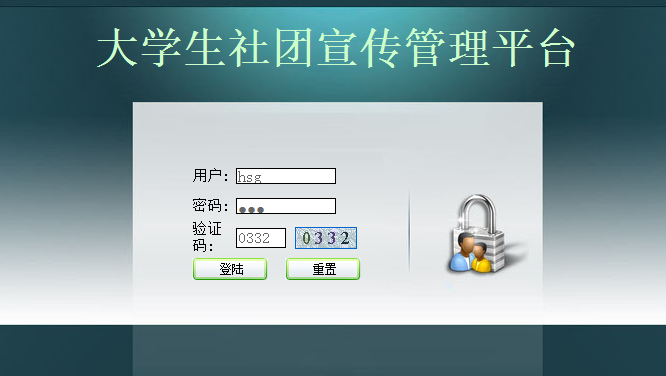 大学生社团宣传管理平台
用户: hsg
密码: ●●●
验证码: 0332 0332
登陆 重置